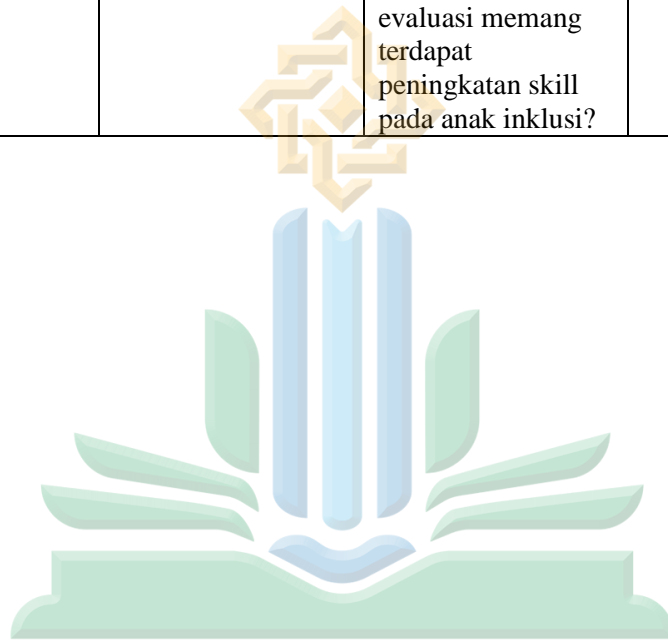 evaluasi memang
terdapat
peningkatan skill
pada anak inklusi?